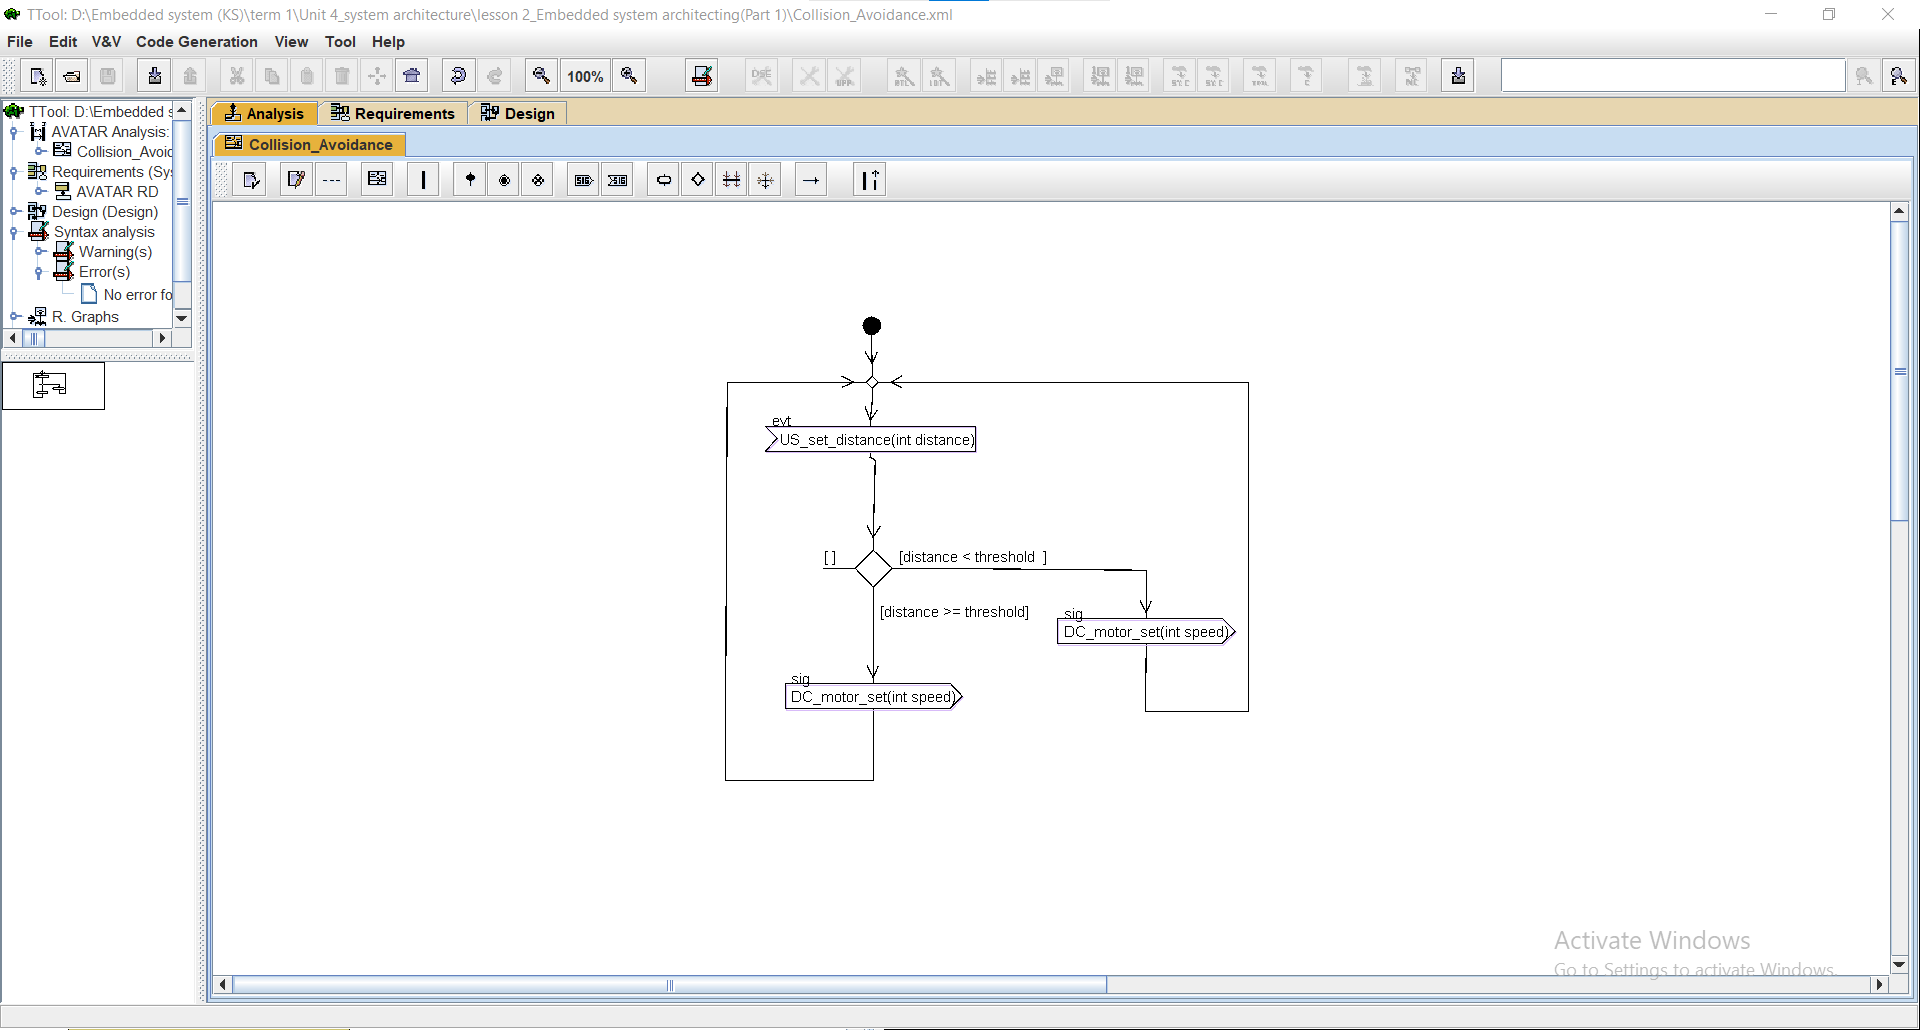 TTool: D:\Embedded system (KS)\term 1\Unit 4_system architecture\lesson 2_Embedded system architecting(Part 1)\Collision_Avoidance.xml
File Edit V&V Code Generation View Tool Help
100%
TTool: D:\Embedded s
AVATAR Analysis:
Collision_Avoid
Requirements (Sy
AVATAR RD
Design (Design)
Syntax analysis
Warning(s)
Error(s)
No error fo
R. Graphs
Analysis Requirements Design
Collision_Avoidance
evt
US_set_distance(int distance)
[ ]
[distance < threshold ]
[distance >= threshold]
sig
DC_motor_set(int speed)
sig
DC_motor_set(int speed)
Activate Windows
Go to Settings to activate Windows.